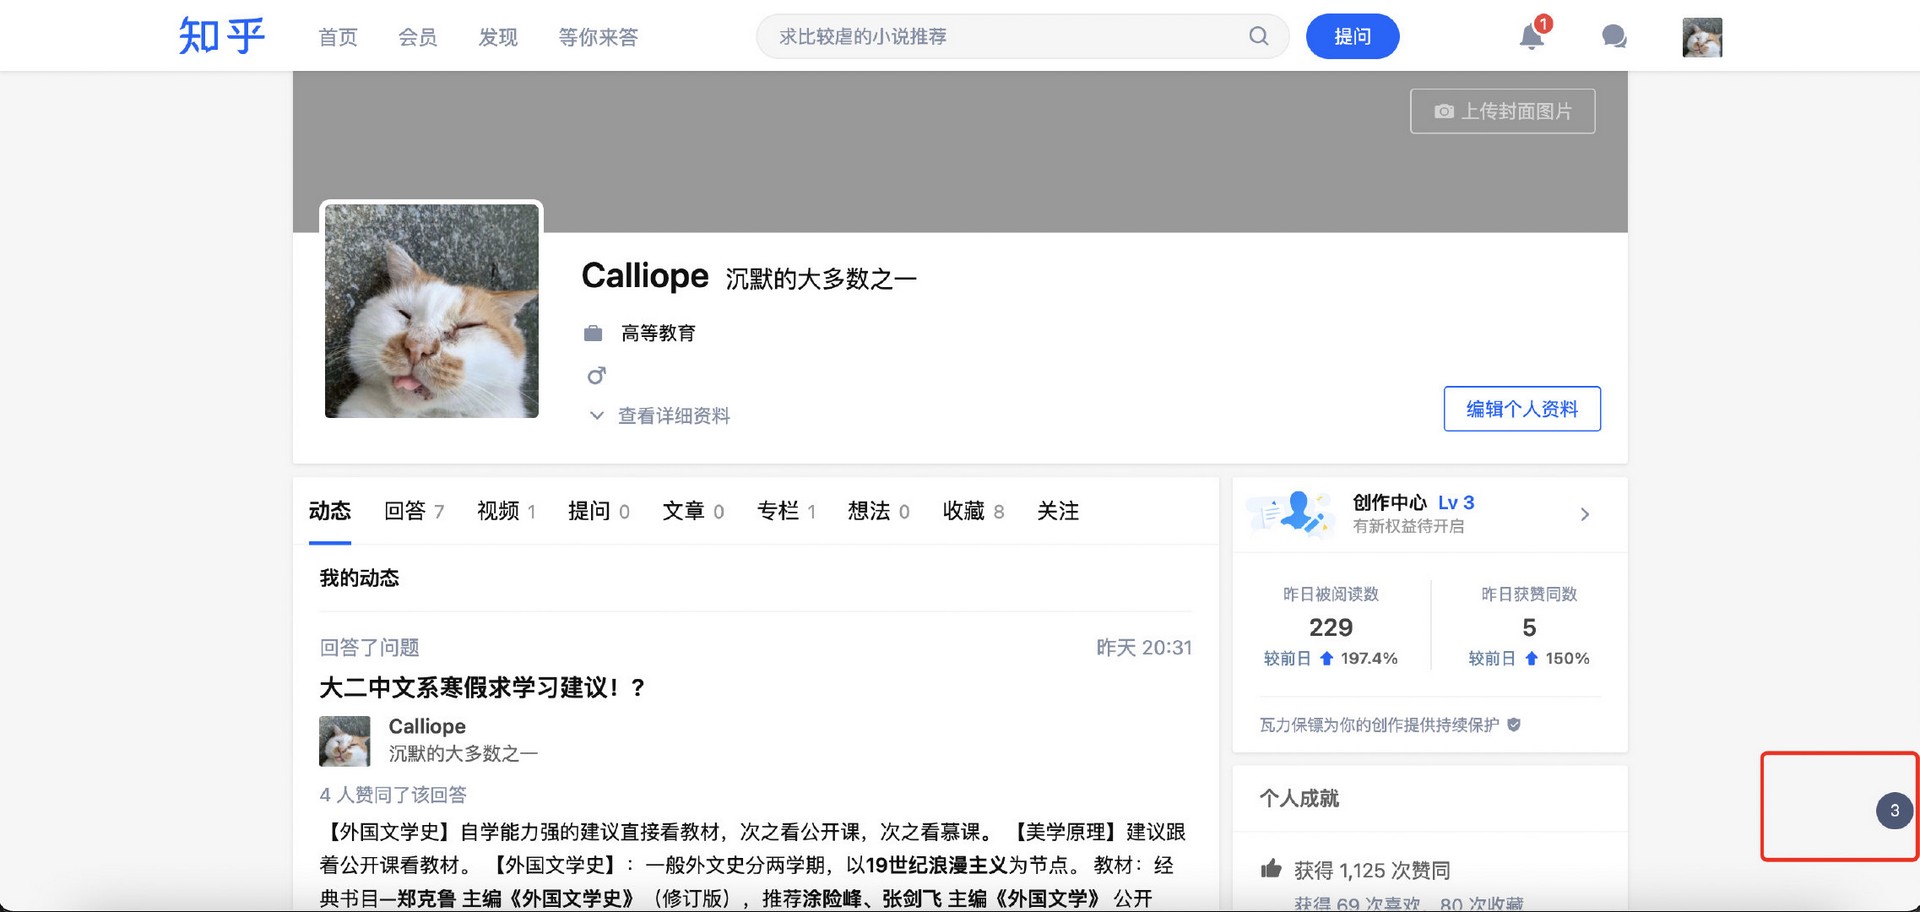 知乎 首页 会员 发现 等你来答 求比较虐的小说推荐 提问 1
上传封面图片
Calliope 沉默的大多数之一
高等教育
查看详细资料
编辑个人资料
动态 回答 7 视频 1 提问 0 文章 0 专栏 1 想法 0 收藏 8 关注
我的动态
回答了问题 昨天 20:31
大二中文系寒假求学习建议！?
Calliope
沉默的大多数之一
4 人赞同了该回答
【外国文学史】自学能力强的建议直接看教材，次之看公开课，次之看慕课。 【美学原理】建议跟
着公开课看教材。 【外国文学史】：一般外文史分两学期，以19世纪浪漫主义为节点。 教材：经
典书目—郑克鲁 主编《外国文学史》（修订版），推荐涂险峰、张剑飞 主编《外国文学》 公开
创作中心 Lv 3
有新权益待开启
昨日被阅读数 昨日获赞同数
229 5
较前日 197.4% 较前日 150%
瓦力保镖为你的创作提供持续保护
个人成就
获得 1,125 次赞同
获得 69 次喜欢，80 次收藏
3